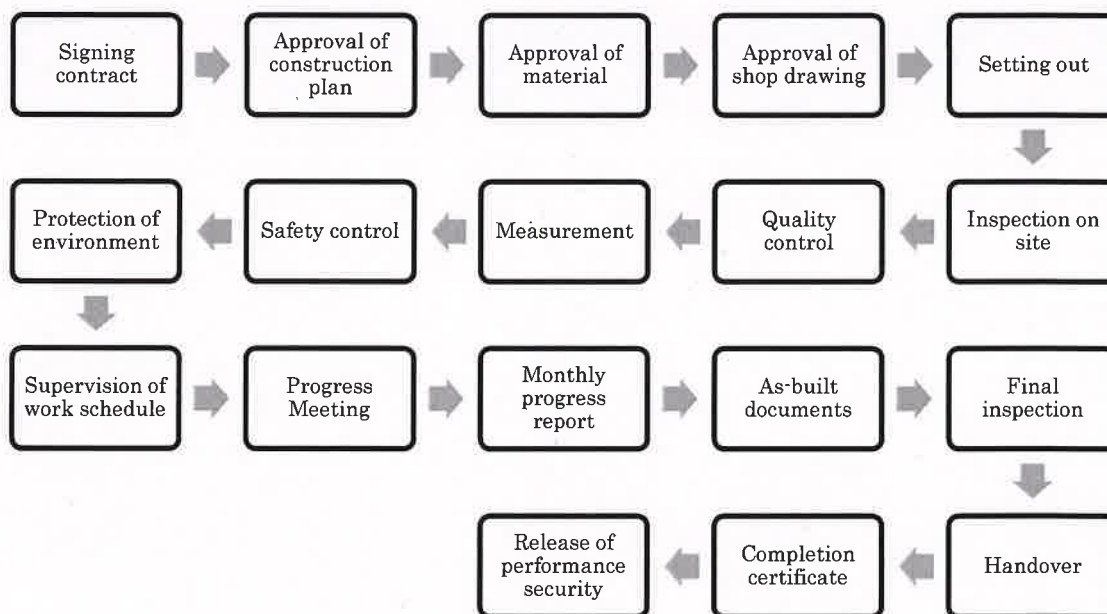 Signing
contract
Approval of
construction
plan
Approval of
material
Approval of
shop drawing
Setting out
Inspection on
site
Quality
control
Measurement
Safety control
Protection of
environment
Supervision of
work schedule
Progress
Meeting
Monthly
progress
report
As-built
documents
Final
inspection
Handover
Completion
certificate
Release of
performance
security